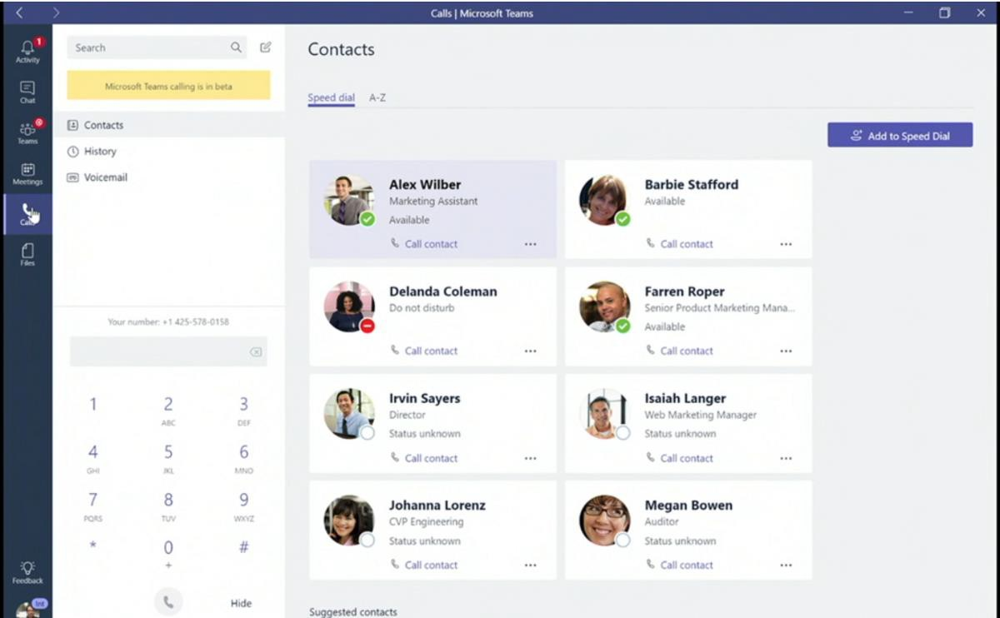 Calls | Microsoft Teams
1
Activity
Chat
Teams
Meetings
Calls
Files
Feedback
Int
Search
Microsoft Teams calling is in beta
Contacts
History
Voicemail
Your number: +1 425-578-0158
1
2
ABC
3
DEF
4
GHI
5
JKL
6
MNO
7
PQRS
8
TUV
9
WXYZ
*
0
+
#
Hide
Contacts
Speed dial A-Z
Add to Speed Dial
Alex Wilber
Marketing Assistant
Available
Call contact ...
Barbie Stafford
Available
Call contact ...
Delanda Coleman
Do not disturb
Call contact ...
Farren Roper
Senior Product Marketing Mana...
Available
Call contact ...
Irvin Sayers
Director
Status unknown
Call contact ...
Isaiah Langer
Web Marketing Manager
Status unknown
Call contact ...
Johanna Lorenz
CVP Engineering
Status unknown
Call contact ...
Megan Bowen
Auditor
Status unknown
Call contact ...
Suggested contacts